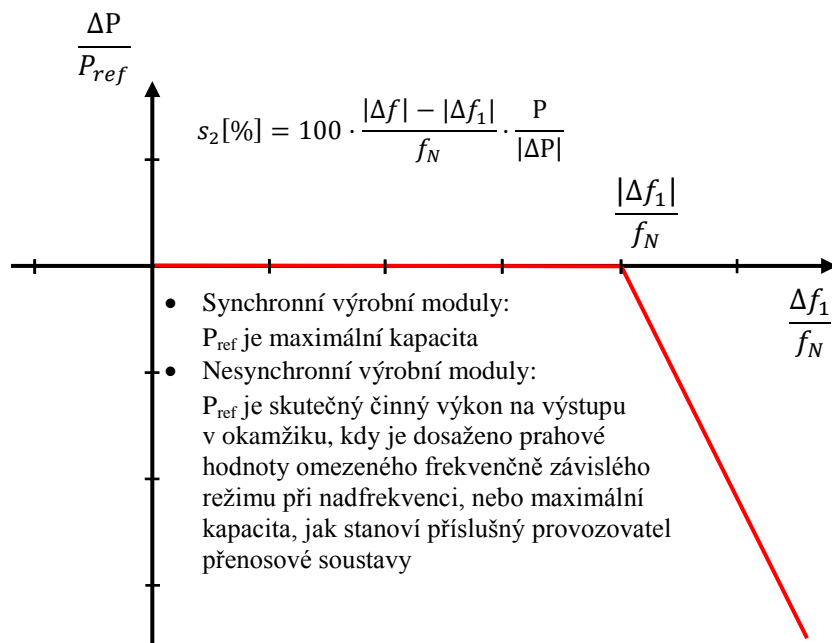 ΔP
P_ref
s₂[%] = 100 · (|Δf| − |Δf₁|)/f_N · P/|ΔP|
|Δf₁|
f_N
Δf₁
f_N
• Synchronní výrobní moduly:
P_ref je maximální kapacita
• Nesynchronní výrobní moduly:
P_ref je skutečný činný výkon na výstupu
v okamžiku, kdy je dosaženo prahové
hodnoty omezeného frekvenčně závislého
režimu při nadfrekvenci, nebo maximální
kapacita, jak stanoví příslušný provozovatel
přenosové soustavy